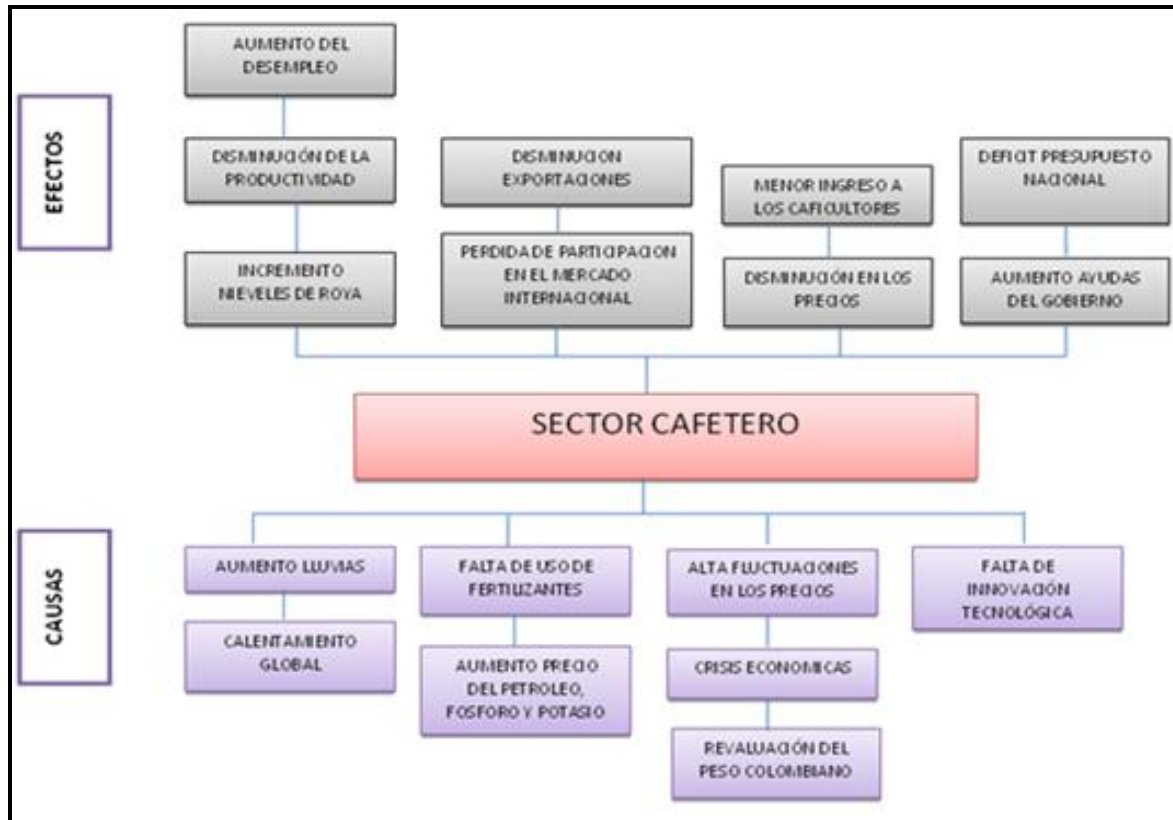 AUMENTO DEL
DESEMPLEO
EFECTOS
DISMINUCIÓN DE LA
PRODUCTIVIDAD
DISMINUCION
EXPORTACIONES
MENOR INGRESO A
LOS CAFICULTORES
DEFICIT PRESUPUESTO
NACIONAL
INCREMENTO
NIEVELES DE ROYA
PERDIDA DE PARTICIPACION
EN EL MERCADO
INTERNACIONAL
DISMINUCIÓN EN LOS
PRECIOS
AUMENTO AYUDAS
DEL GOBIERNO
SECTOR CAFETERO
CAUSAS
AUMENTO LLUVIAS
FALTA DE USO DE
FERTILIZANTES
ALTA FLUCTUACIONES
EN LOS PRECIOS
FALTA DE
INNOVACIÓN
TECNOLÓGICA
CALENTAMIENTO
GLOBAL
AUMENTO PRECIO
DEL PETROLEO,
FOSFORO Y POTASIO
CRISIS ECONOMICAS
REVALUACIÓN DEL
PESO COLOMBIANO